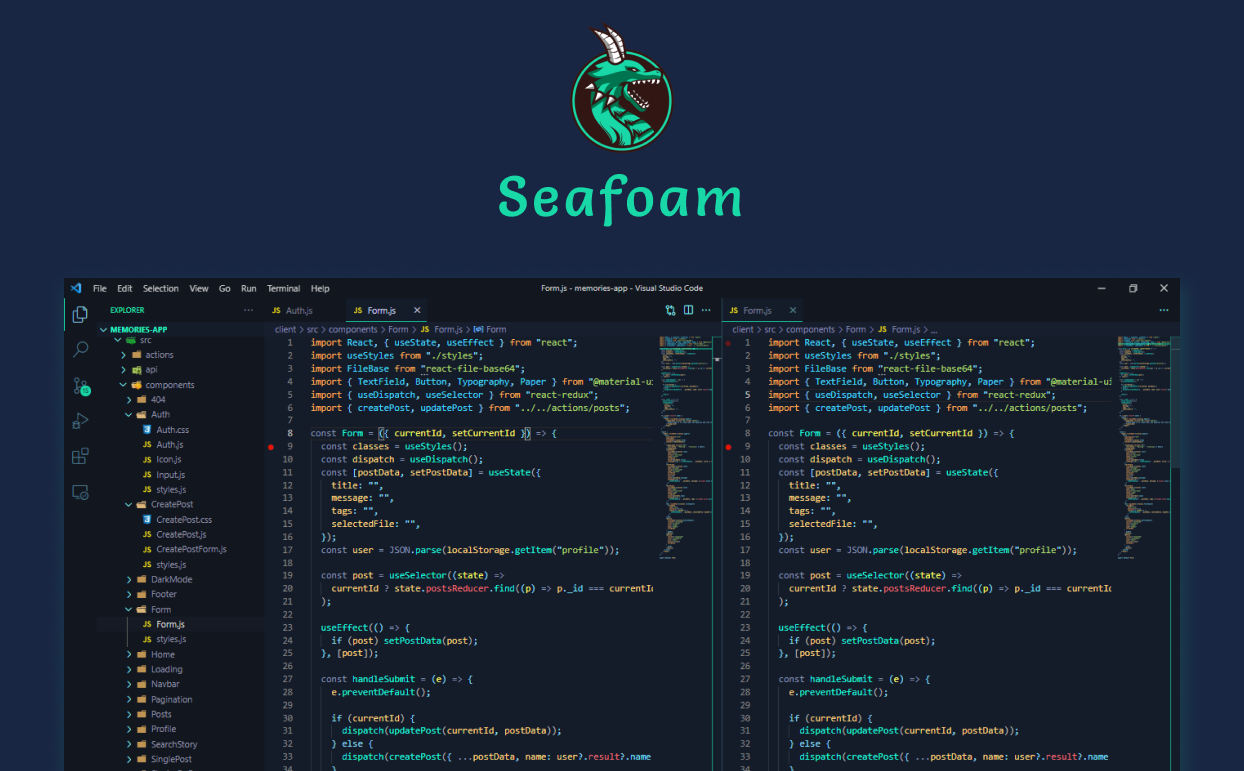 Seafoam
File Edit Selection View Go Run Terminal Help
Form.js - memories-app - Visual Studio Code
EXPLORER
MEMORIES-APP
src
actions
api
components
404
Auth
Auth.css
JS Auth.js
JS Icon.js
JS Input.js
JS styles.js
CreatePost
CreatePost.css
JS CreatePost.js
JS CreatePostForm.js
JS styles.js
DarkMode
Footer
Form
JS Form.js
JS styles.js
Home
Loading
Navbar
Pagination
Posts
Profile
SearchStory
SinglePost
JS Auth.js JS Form.js
client > src > components > Form > JS Form.js > Form
1 import React, { useState, useEffect } from "react";
2 import useStyles from "./styles";
3 import FileBase from "react-file-base64";
4 import { TextField, Button, Typography, Paper } from "@material-ui
5 import { useDispatch, useSelector } from "react-redux";
6 import { createPost, updatePost } from "../../actions/posts";
7
8 const Form = ({ currentId, setCurrentId }) => {
9 const classes = useStyles();
10 const dispatch = useDispatch();
11 const [postData, setPostData] = useState({
12 title: "",
13 message: "",
14 tags: "",
15 selectedFile: "",
16 });
17 const user = JSON.parse(localStorage.getItem("profile"));
18
19 const post = useSelector((state) =>
20 currentId ? state.postsReducer.find((p) => p._id === currentId
21 );
22
23 useEffect(() => {
24 if (post) setPostData(post);
25 }, [post]);
26
27 const handleSubmit = (e) => {
28 e.preventDefault();
29
30 if (currentId) {
31 dispatch(updatePost(currentId, postData));
32 } else {
33 dispatch(createPost({ ...postData, name: user?.result?.name
34 }
JS Form.js
client > src > components > Form > JS Form.js > ...
1 import React, { useState, useEffect } from "react";
2 import useStyles from "./styles";
3 import FileBase from "react-file-base64";
4 import { TextField, Button, Typography, Paper } from "@material-ui
5 import { useDispatch, useSelector } from "react-redux";
6 import { createPost, updatePost } from "../../actions/posts";
7
8 const Form = ({ currentId, setCurrentId }) => {
9 const classes = useStyles();
10 const dispatch = useDispatch();
11 const [postData, setPostData] = useState({
12 title: "",
13 message: "",
14 tags: "",
15 selectedFile: "",
16 });
17 const user = JSON.parse(localStorage.getItem("profile"));
18
19 const post = useSelector((state) =>
20 currentId ? state.postsReducer.find((p) => p._id === currentId
21 );
22
23 useEffect(() => {
24 if (post) setPostData(post);
25 }, [post]);
26
27 const handleSubmit = (e) => {
28 e.preventDefault();
29
30 if (currentId) {
31 dispatch(updatePost(currentId, postData));
32 } else {
33 dispatch(createPost({ ...postData, name: user?.result?.name
34 }